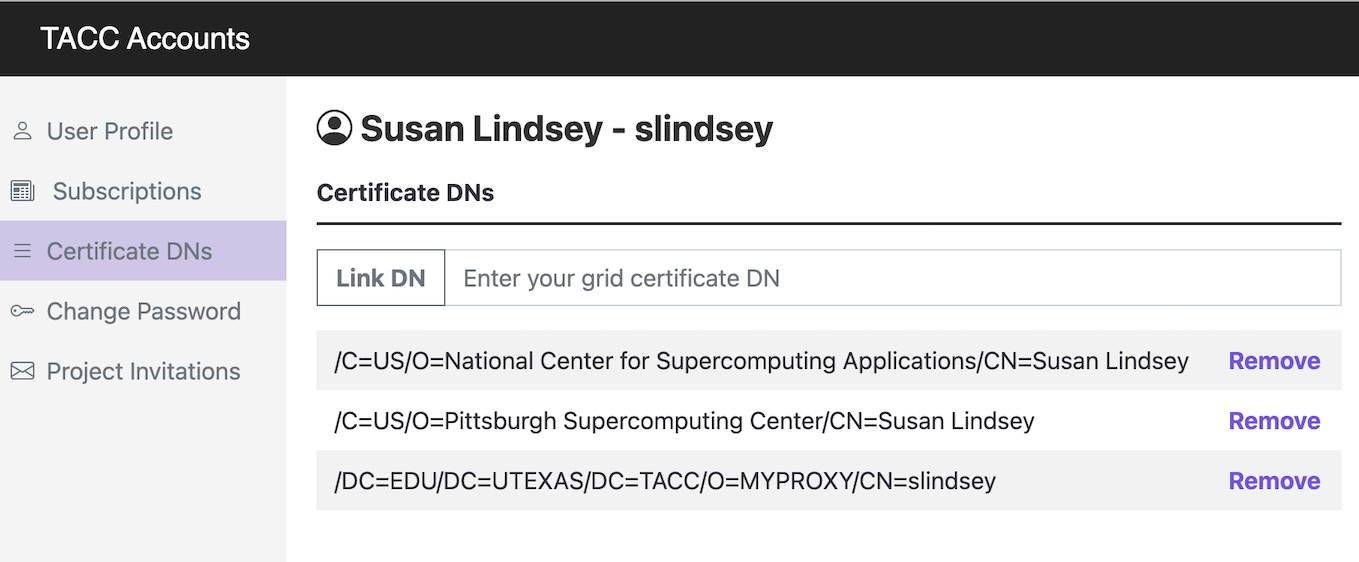 TACC Accounts
User Profile
Subscriptions
Certificate DNs
Change Password
Project Invitations
Susan Lindsey - slindsey
Certificate DNs
Link DN Enter your grid certificate DN
/C=US/O=National Center for Supercomputing Applications/CN=Susan Lindsey Remove
/C=US/O=Pittsburgh Supercomputing Center/CN=Susan Lindsey Remove
/DC=EDU/DC=UTEXAS/DC=TACC/O=MYPROXY/CN=slindsey Remove